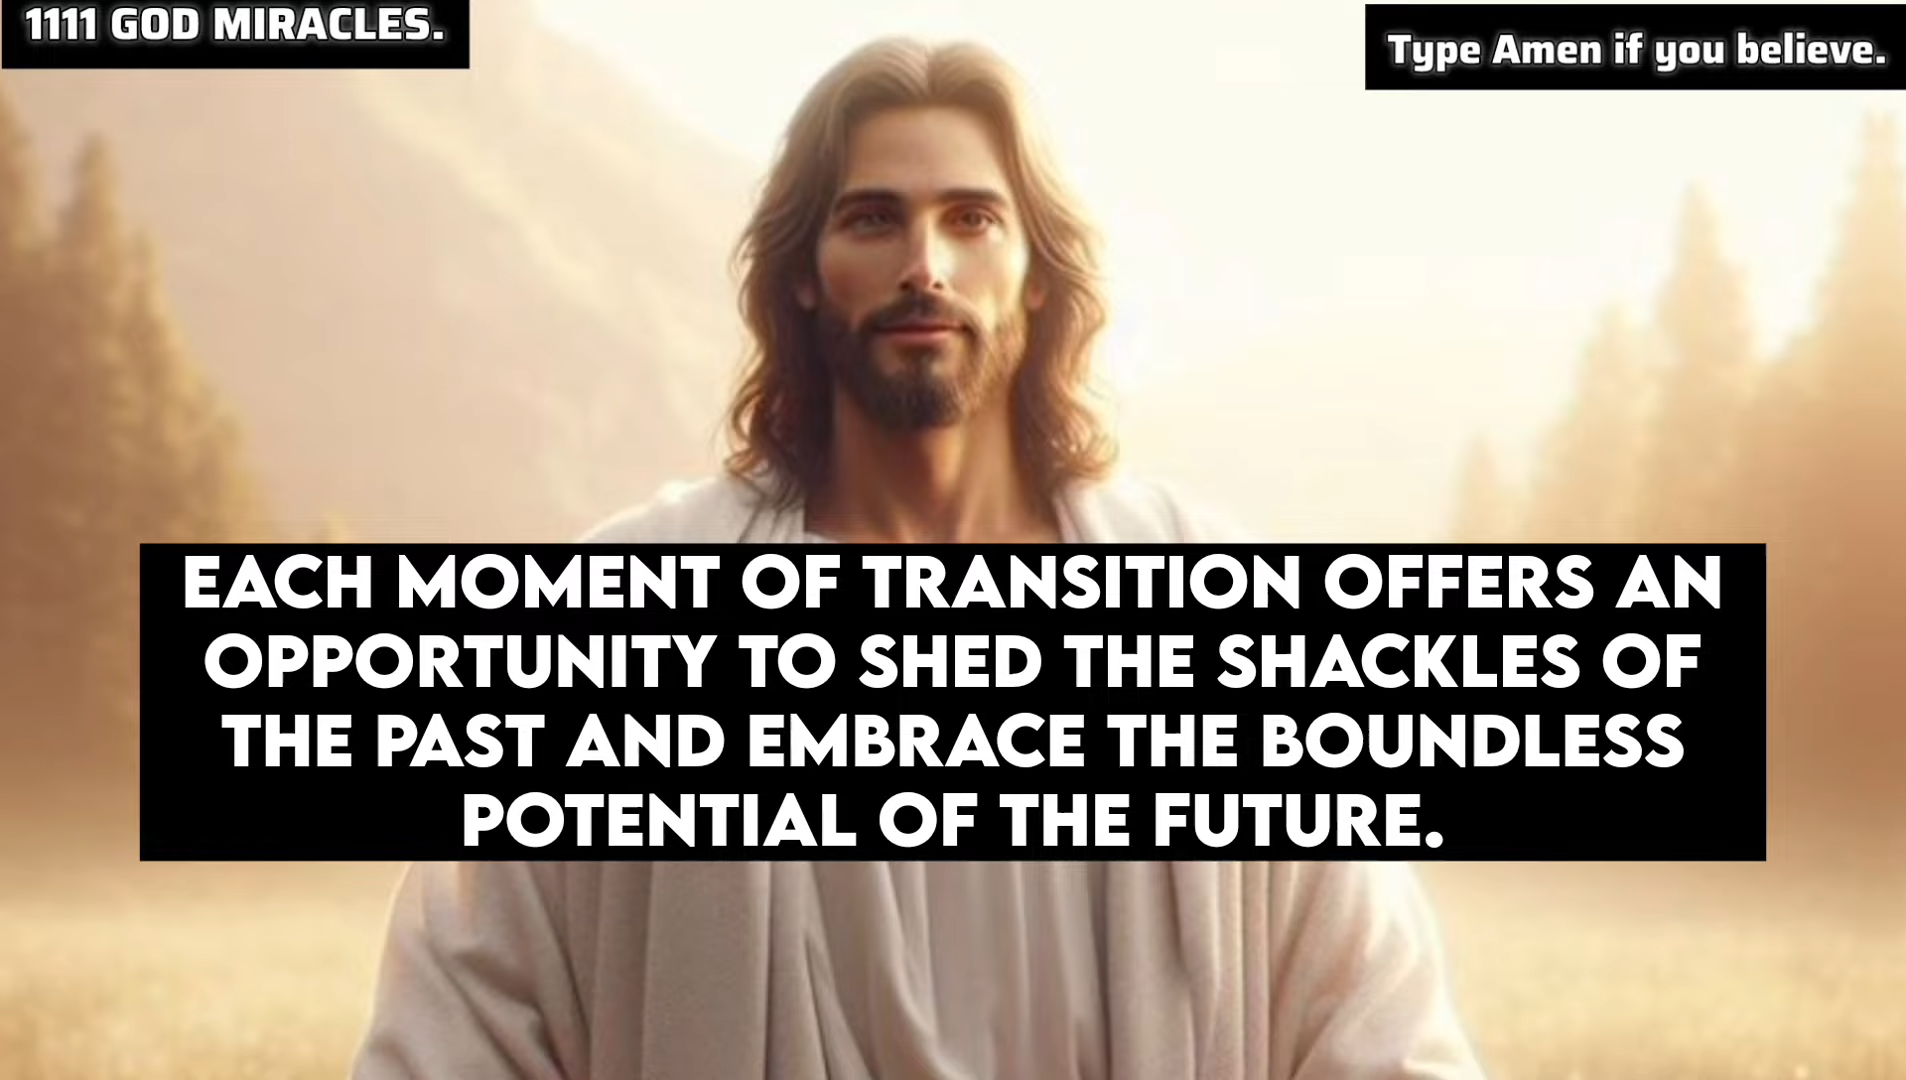 1111 GOD MIRACLES.
Type Amen if you believe.
EACH MOMENT OF TRANSITION OFFERS AN
OPPORTUNITY TO SHED THE SHACKLES OF
THE PAST AND EMBRACE THE BOUNDLESS
POTENTIAL OF THE FUTURE.